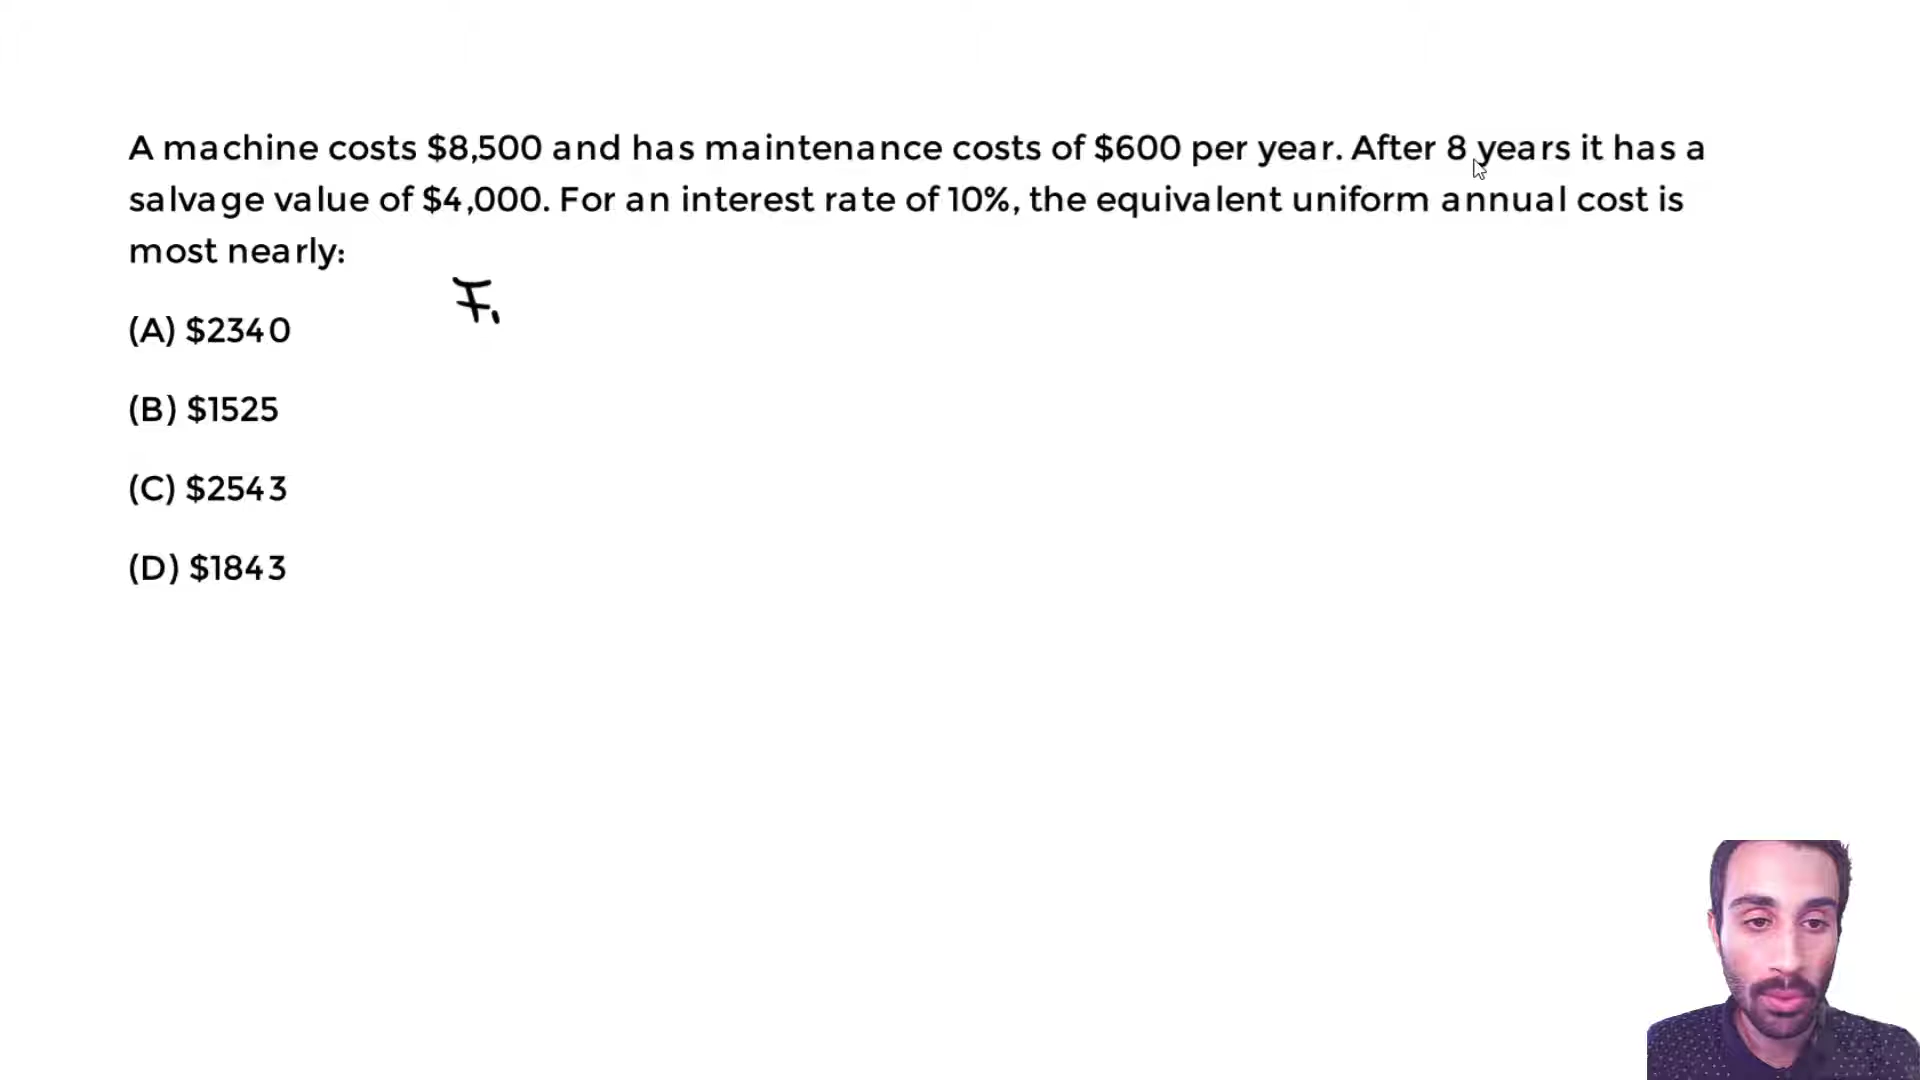 A machine costs $8,500 and has maintenance costs of $600 per year. After 8 years it has a
salvage value of $4,000. For an interest rate of 10%, the equivalent uniform annual cost is
most nearly:
F,
(A) $2340
(B) $1525
(C) $2543
(D) $1843